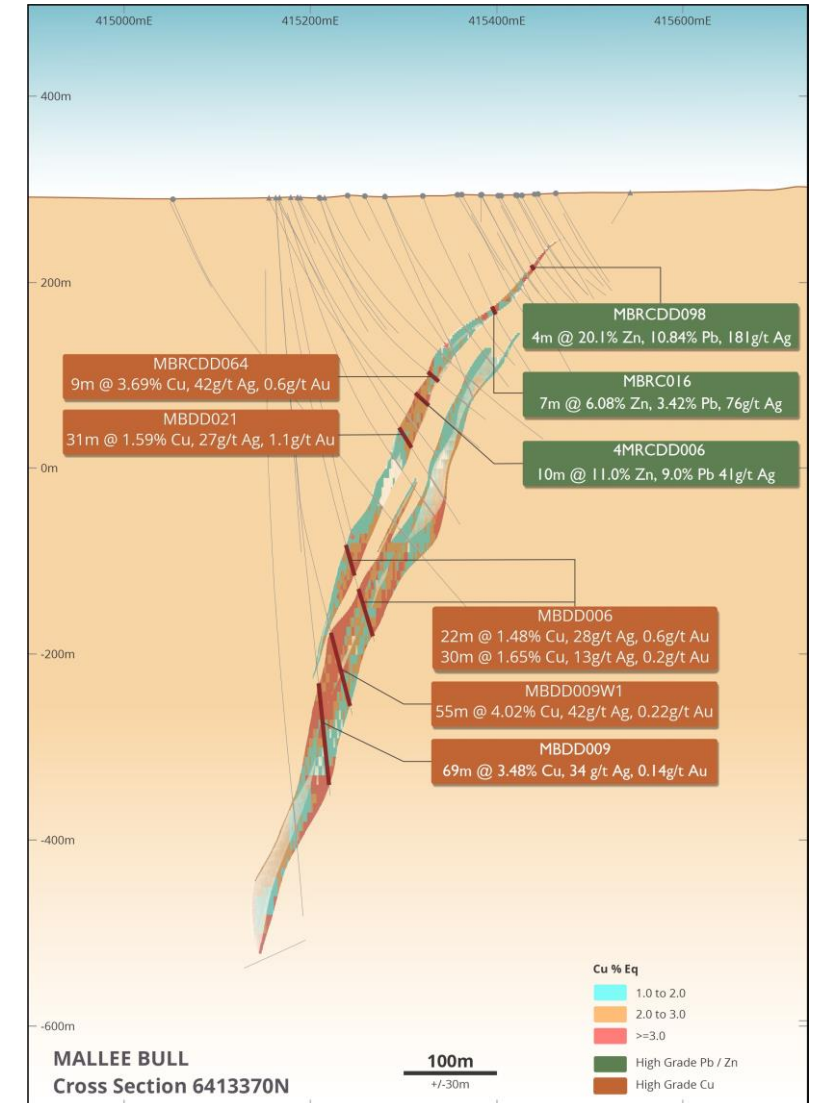 415000mE
415200mE
415400mE
415600mE
400m
200m
MBRCDD098
4m @ 20.1% Zn, 10.84% Pb, 181g/t Ag
MBRCDD064
9m @ 3.69% Cu, 42g/t Ag, 0.6g/t Au
MBRC016
7m @ 6.08% Zn, 3.42% Pb, 76g/t Ag
MBDD021
31m @ 1.59% Cu, 27g/t Ag, 1.1g/t Au
4MRCDD006
10m @ 11.0% Zn, 9.0% Pb 41g/t Ag
0m
MBDD006
22m @ 1.48% Cu, 28g/t Ag, 0.6g/t Au
30m @ 1.65% Cu, 13g/t Ag, 0.2g/t Au
-200m
MBDD009W1
55m @ 4.02% Cu, 42g/t Ag, 0.22g/t Au
MBDD009
69m @ 3.48% Cu, 34 g/t Ag, 0.14g/t Au
-400m
-600m
Cu % Eq
1.0 to 2.0
2.0 to 3.0
>=3.0
High Grade Pb / Zn
High Grade Cu
MALLEE BULL
Cross Section 6413370N
100m
+/-30m